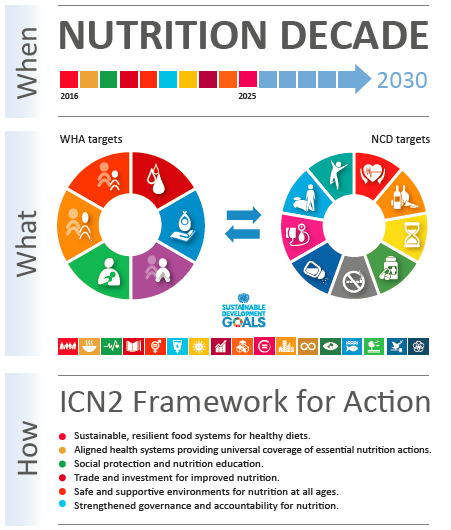 When
NUTRITION DECADE
2016
2025
2030
What
WHA targets
NCD targets
SUSTAINABLE
DEVELOPMENT
GOALS
How
ICN2 Framework for Action
Sustainable, resilient food systems for healthy diets.
Aligned health systems providing universal coverage of essential nutrition actions.
Social protection and nutrition education.
Trade and investment for improved nutrition.
Safe and supportive environments for nutrition at all ages.
Strengthened governance and accountability for nutrition.